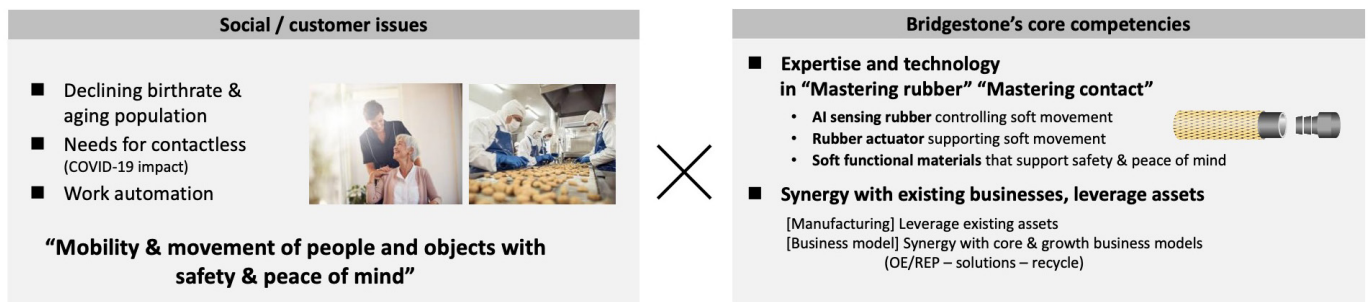 Social / customer issues
■ Declining birthrate &
aging population
■ Needs for contactless
(COVID-19 impact)
■ Work automation
“Mobility & movement of people and objects with
safety & peace of mind”
Bridgestone’s core competencies
■ Expertise and technology
in “Mastering rubber” “Mastering contact”
• AI sensing rubber controlling soft movement
• Rubber actuator supporting soft movement
• Soft functional materials that support safety & peace of mind
■ Synergy with existing businesses, leverage assets
[Manufacturing] Leverage existing assets
[Business model] Synergy with core & growth business models
(OE/REP – solutions – recycle)